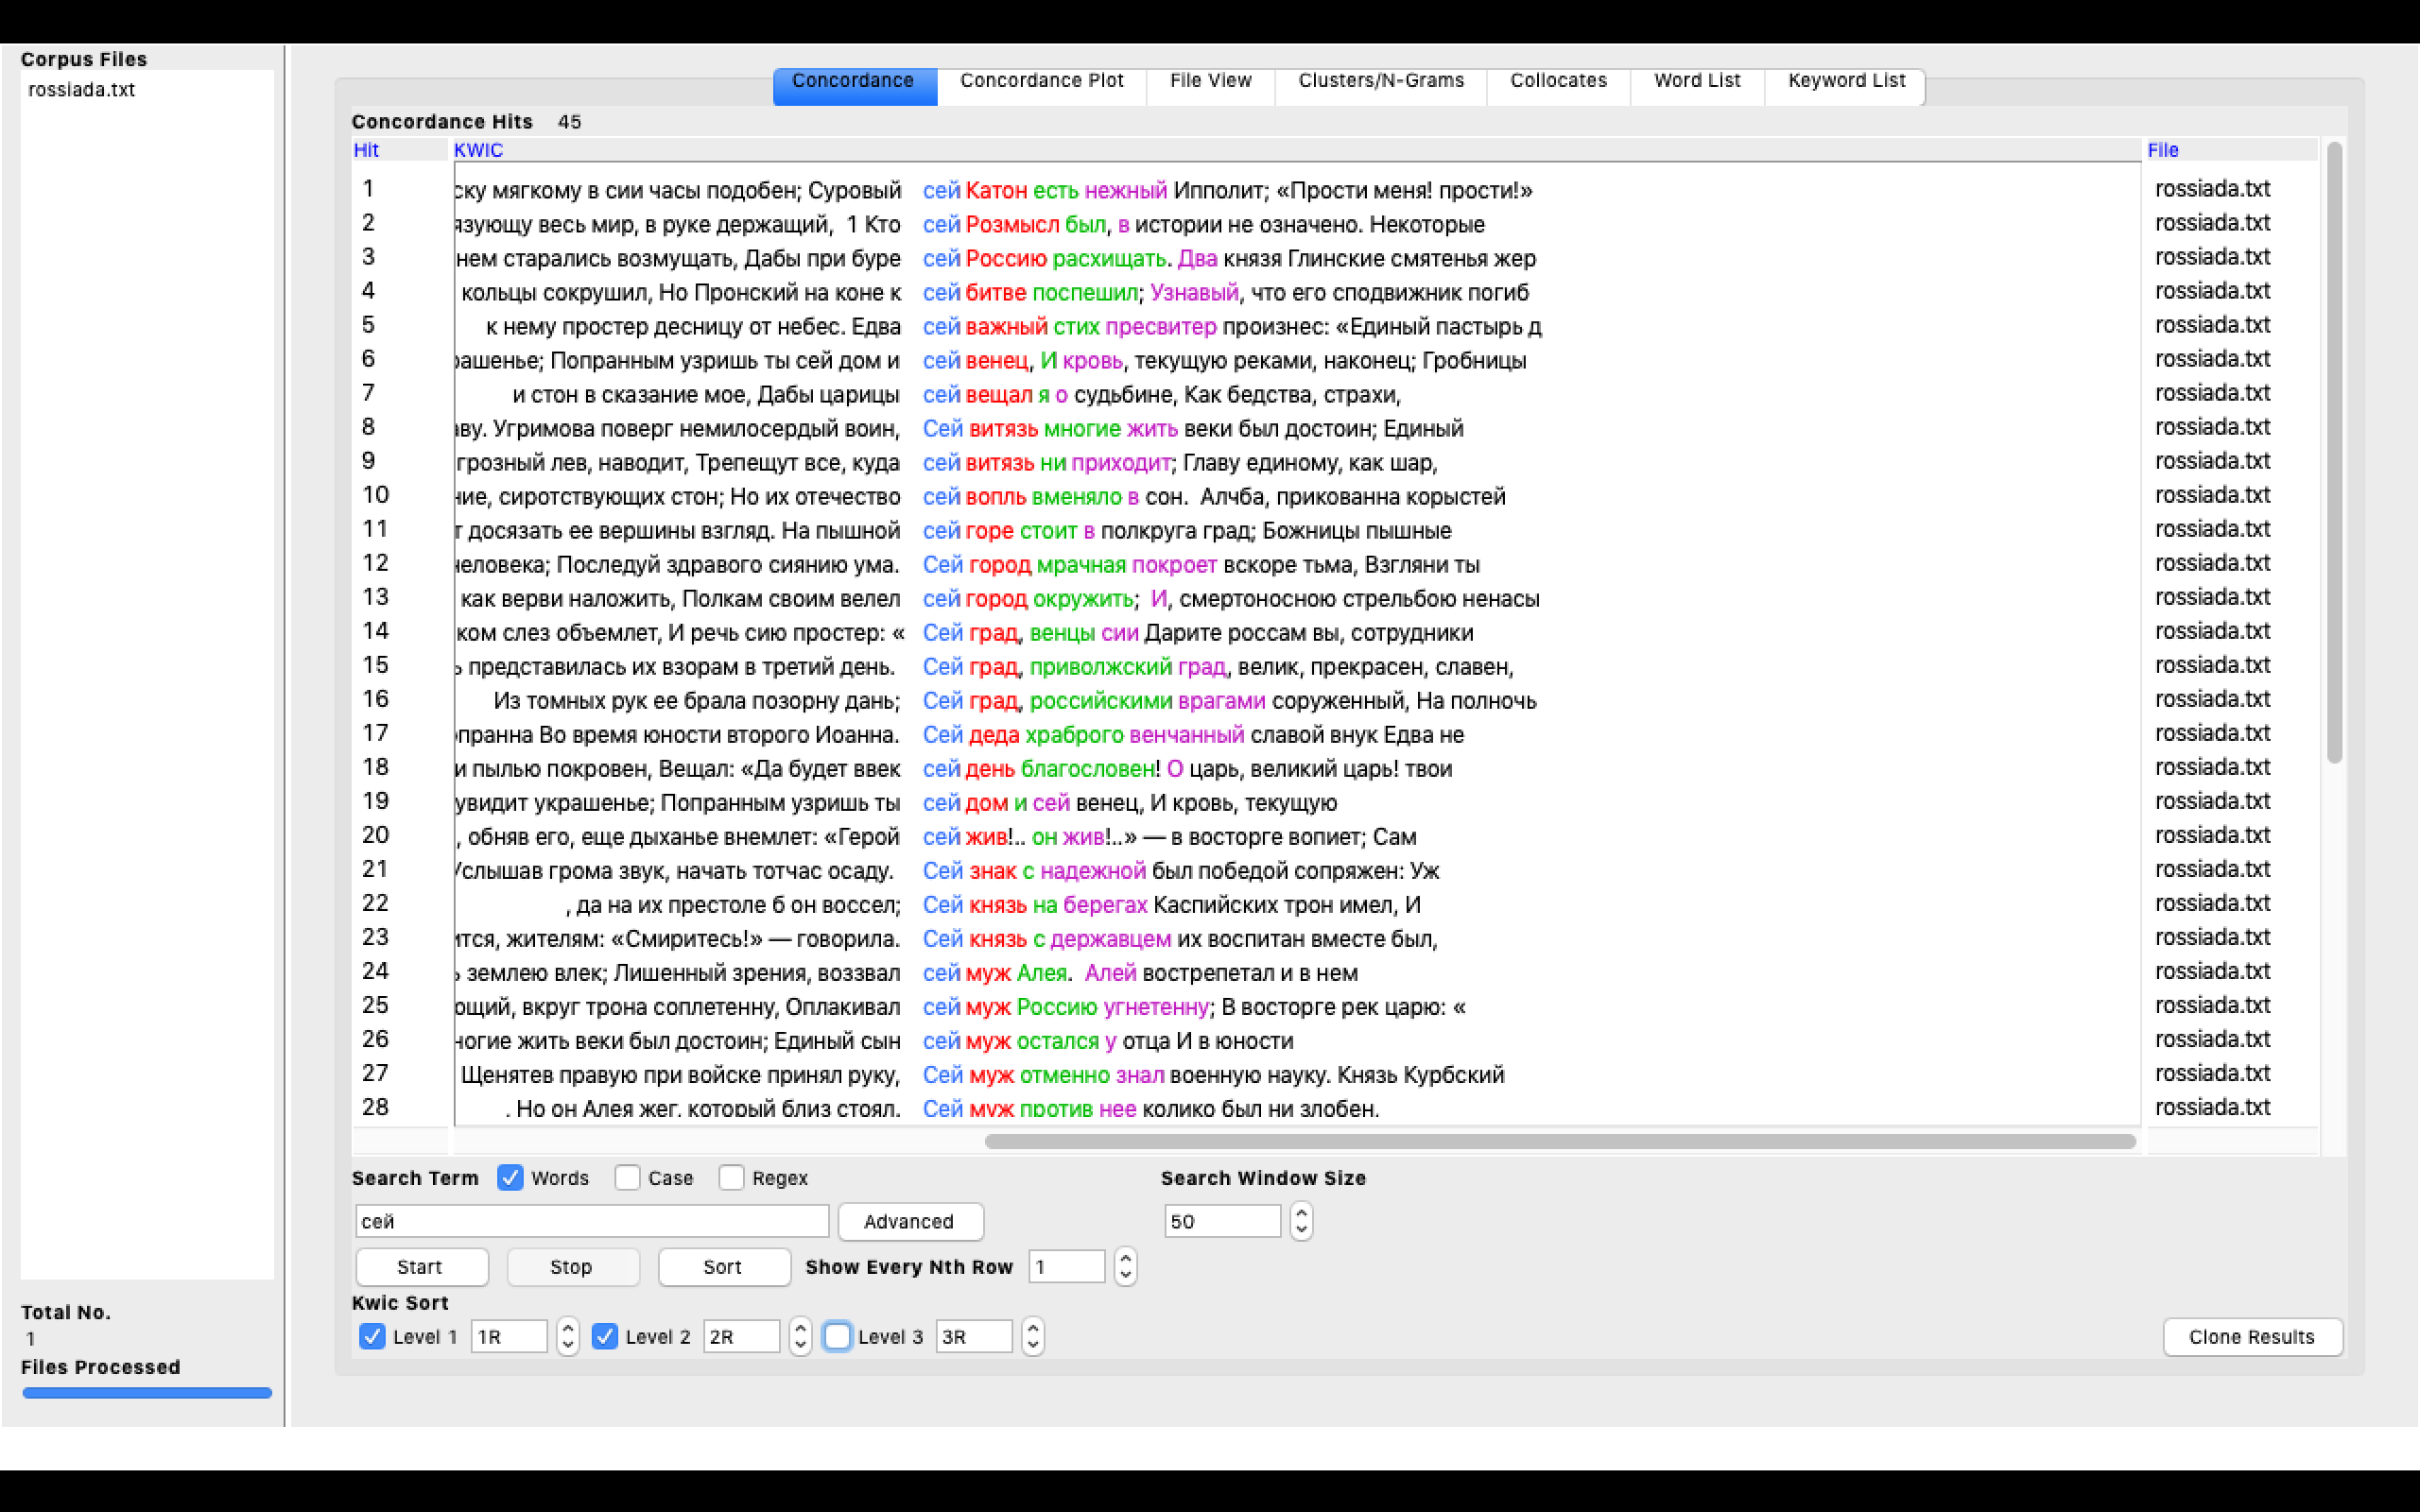 Corpus Files
rossiada.txt
Concordance Concordance Plot File View Clusters/N-Grams Collocates Word List Keyword List
Concordance Hits 45
Hit KWIC File
1 ску мягкому в сии часы подобен; Суровый сей Катон есть нежный Ипполит; «Прости меня! прости!» rossiada.txt
2 язующу весь мир, в руке держащий, 1 Кто сей Розмысл был, в истории не означено. Некоторые rossiada.txt
3 нем старались возмущать, Дабы при буре сей Россию расхищать. Два князя Глинские смятенья жер rossiada.txt
4 кольцы сокрушил, Но Пронский на коне к сей битве поспешил; Узнавый, что его сподвижник погиб rossiada.txt
5 к нему простер десницу от небес. Едва сей важный стих пресвитер произнес: «Единый пастырь д rossiada.txt
6 рашенье; Попранным узришь ты сей дом и сей венец, И кровь, текущую реками, наконец; Гробницы rossiada.txt
7 и стон в сказание мое, Дабы царицы сей вещал я о судьбине, Как бедства, страхи, rossiada.txt
8 аву. Угримова поверг немилосердый воин, Сей витязь многие жить веки был достоин; Единый rossiada.txt
9 грозный лев, наводит, Трепещут все, куда сей витязь ни приходит; Главу единому, как шар, rossiada.txt
10 ние, сиротствующих стон; Но их отечество сей вопль вменяло в сон. Алчба, прикованна корыстей rossiada.txt
11 т досязать ее вершины взгляд. На пышной сей горе стоит в полкруга град; Божницы пышные rossiada.txt
12 человека; Последуй здравого сиянию ума. Сей город мрачная покроет вскоре тьма, Взгляни ты rossiada.txt
13 как верви наложить, Полкам своим велел сей город окружить; И, смертоносною стрельбою ненасы rossiada.txt
14 ком слез объемлет, И речь сию простер: « Сей град, венцы сии Дарите россам вы, сотрудники rossiada.txt
15 ь представилась их взорам в третий день. Сей град, приволжский град, велик, прекрасен, славен, rossiada.txt
16 Из томных рук ее брала позорну дань; Сей град, российскими врагами соруженный, На полночь rossiada.txt
17 опранна Во время юности второго Иоанна. Сей деда храброго венчанный славой внук Едва не rossiada.txt
18 и пылью покровен, Вещал: «Да будет ввек сей день благословен! О царь, великий царь! твои rossiada.txt
19 увидит украшенье; Попранным узришь ты сей дом и сей венец, И кровь, текущую rossiada.txt
20 , обняв его, еще дыханье внемлет: «Герой сей жив!.. он жив!..» — в восторге вопиет; Сам rossiada.txt
21 Услышав грома звук, начать тотчас осаду. Сей знак с надежной был победой сопряжен: Уж rossiada.txt
22 , да на их престоле б он воссел; Сей князь на берегах Каспийских трон имел, И rossiada.txt
23 ится, жителям: «Смиритесь!» — говорила. Сей князь с державцем их воспитан вместе был, rossiada.txt
24 ь землею влек; Лишенный зрения, воззвал сей муж Алея. Алей вострепетал и в нем rossiada.txt
25 ющий, вкруг трона соплетенну, Оплакивал сей муж Россию угнетенну; В восторге рек царю: « rossiada.txt
26 ногие жить веки был достоин; Единый сын сей муж остался у отца И в юности rossiada.txt
27 Щенятев правую при войске принял руку, Сей муж отменно знал военную науку. Князь Курбский rossiada.txt
28 . Но он Алея жег, который близ стоял. Сей муж против нее колико был ни злобен. rossiada.txt
Search Term Words Case Regex Search Window Size
сей Advanced 50
Start Stop Sort Show Every Nth Row 1
Kwic Sort
Level 1 1R Level 2 2R Level 3 3R Clone Results
Total No.
1
Files Processed